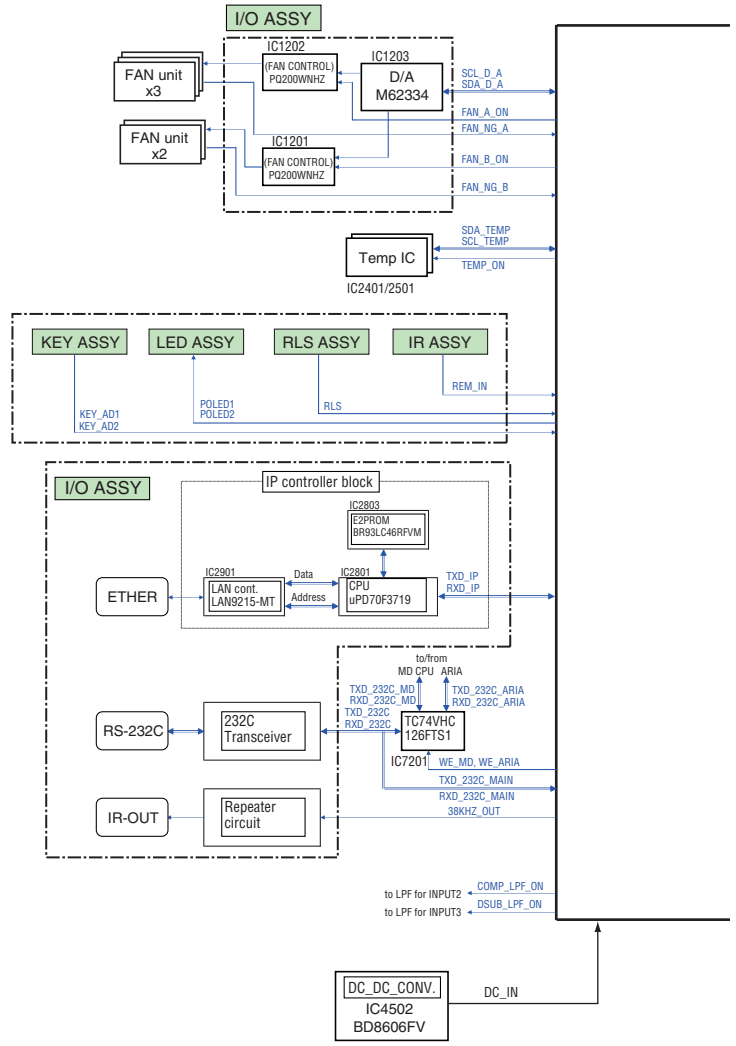 I/O ASSY
IC1202
(FAN CONTROL)
PQ200WNHZ
IC1203
D/A
M62334
FAN unit
x3
SCL_D_A
SDA_D_A
FAN_A_ON
FAN_NG_A
FAN unit
x2
IC1201
(FAN CONTROL)
PQ200WNHZ
FAN_B_ON
FAN_NG_B
Temp IC
IC2401/2501
SDA_TEMP
SCL_TEMP
TEMP_ON
KEY ASSY
LED ASSY
RLS ASSY
IR ASSY
REM_IN
KEY_AD1
KEY_AD2
POLED1
POLED2
RLS
I/O ASSY
IP controller block
IC2803
E2PROM
BR93LC46RFVM
ETHER
IC2901
LAN cont.
LAN9215-MT
Data
Address
IC2801
CPU
uPD70F3719
TXD_IP
RXD_IP
to/from
MD CPU
ARIA
TXD_232C_MD
RXD_232C_MD
TXD_232C_ARIA
RXD_232C_ARIA
RS-232C
232C
Transceiver
TXD_232C
RXD_232C
TC74VHC
126FTS1
IC7201
WE_MD, WE_ARIA
TXD_232C_MAIN
RXD_232C_MAIN
IR-OUT
Repeater
circuit
38KHZ_OUT
to LPF for INPUT2
COMP_LPF_ON
to LPF for INPUT3
DSUB_LPF_ON
DC_DC_CONV.
IC4502
BD8606FV
DC_IN